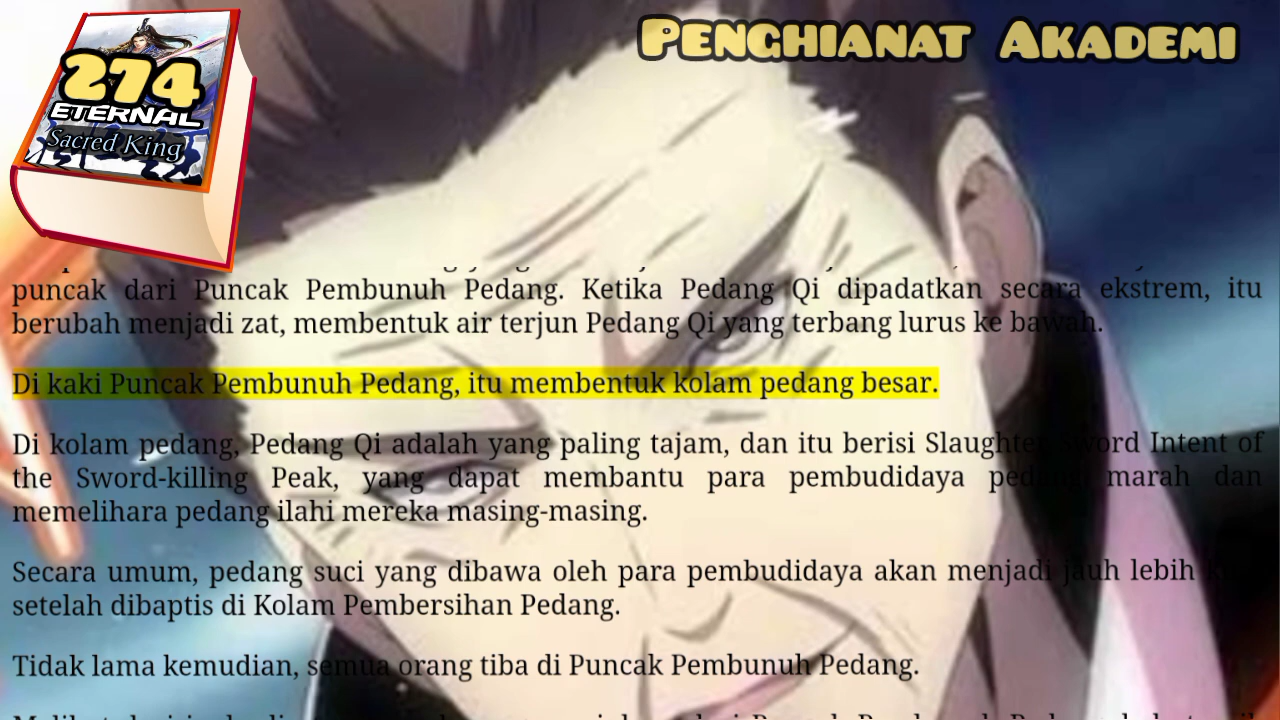 Penghianat Akademi
274
ETERNAL
Sacred King
puncak dari Puncak Pembunuh Pedang. Ketika Pedang Qi dipadatkan secara ekstrem, itu
berubah menjadi zat, membentuk air terjun Pedang Qi yang terbang lurus ke bawah.
Di kaki Puncak Pembunuh Pedang, itu membentuk kolam pedang besar.
Di kolam pedang, Pedang Qi adalah yang paling tajam, dan itu berisi Slaughter Sword Intent of
the Sword-killing Peak, yang dapat membantu para pembudidaya pedang marah dan
memelihara pedang ilahi mereka masing-masing.
Secara umum, pedang suci yang dibawa oleh para pembudidaya akan menjadi jauh lebih
setelah dibaptis di Kolam Pembersihan Pedang.
Tidak lama kemudian, semua orang tiba di Puncak Pembunuh Pedang.